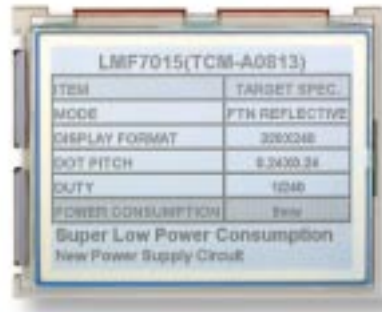 LMF7015(TCM-A0813)
ITEM TARGET SPEC.
MODE FTN REFLECTIVE
DISPLAY FORMAT 320X240
DOT PITCH 0.24X0.24
DUTY 1/240
POWER CONSUMPTION
Super Low Power Consumption
New Power Supply Circuit